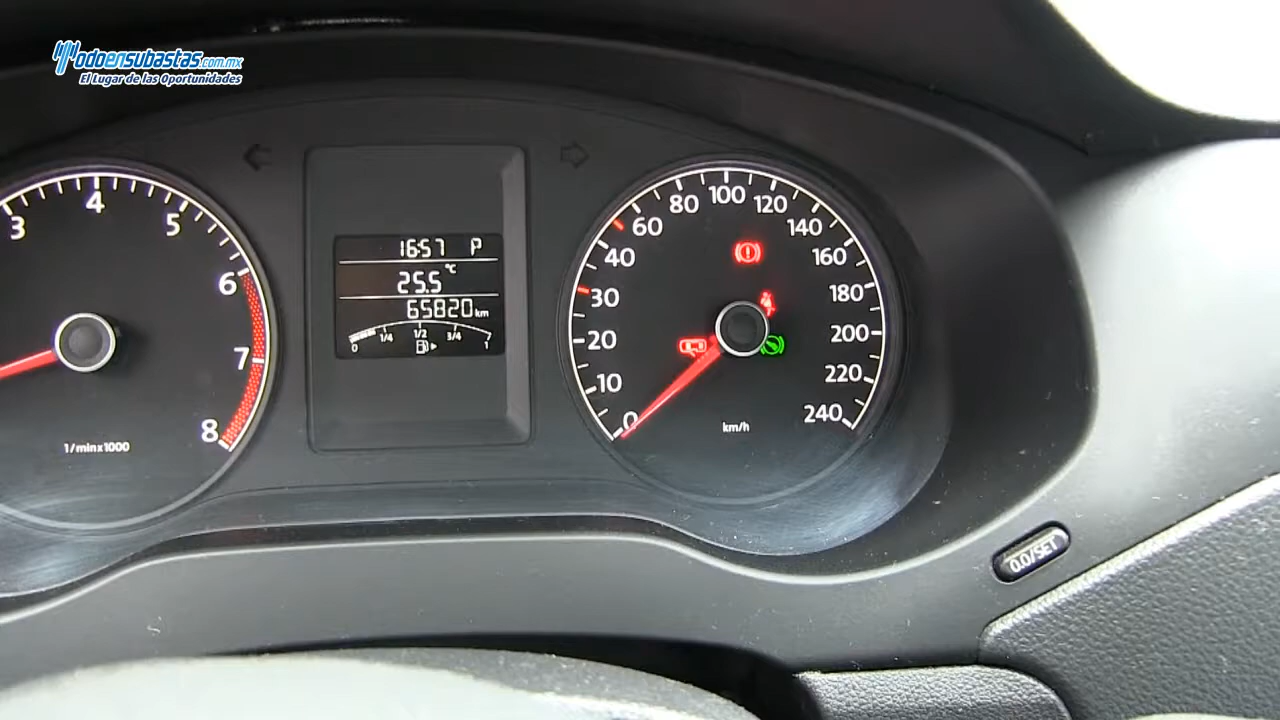 Todoensubastas.com.mx
El Lugar de las Oportunidades
3
4
5
6
7
8
1/min x 1000
16:57 P
25.5 °C
65820 km
0 1/4 1/2 3/4 1
0
10
20
30
40
60
80
100
120
140
160
180
200
220
240
km/h
0.0/SET